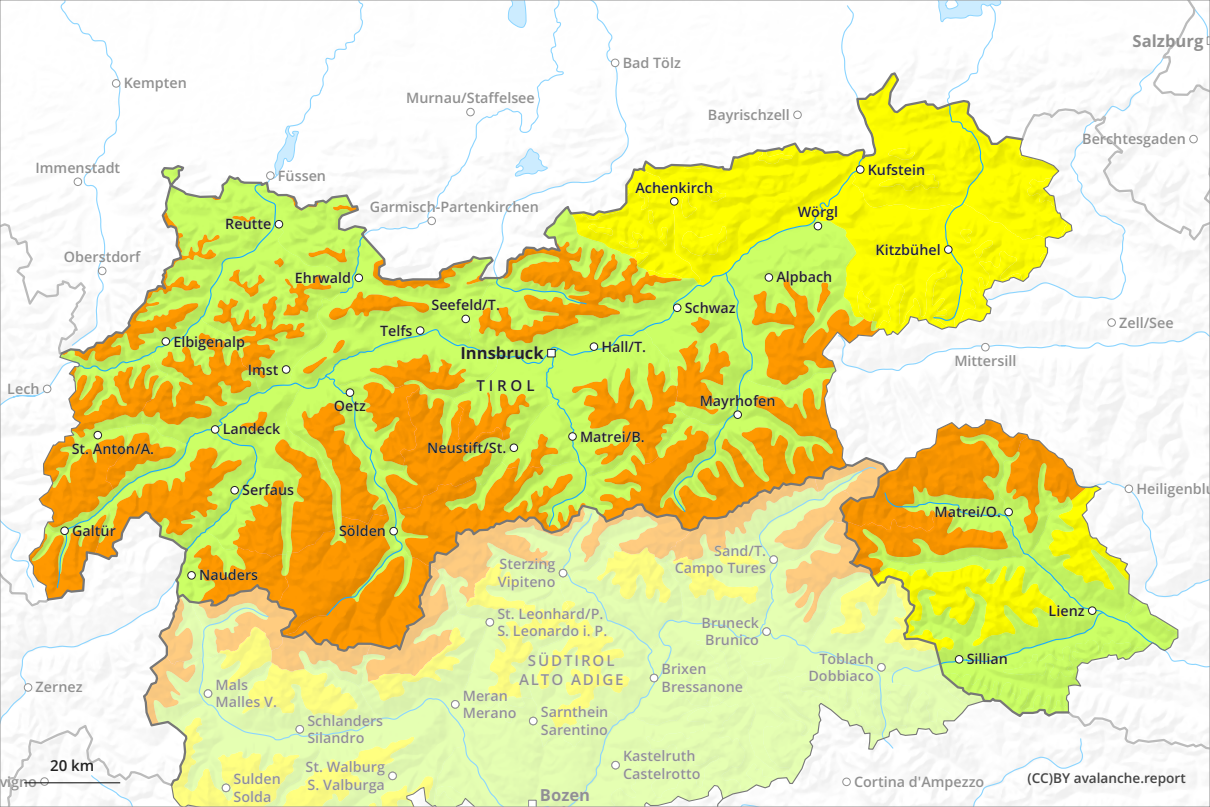 Salzburg
Bad Tölz
Kempten
Murnau/Staffelsee
Bayrischzell
Berchtesgaden
Immenstadt
Füssen
Kufstein
Achenkirch
Garmisch-Partenkirchen
Wörgl
Reutte
Kitzbühel
Oberstdorf
Ehrwald
Alpbach
Seefeld/T.
Schwaz
Telfs
Zell/See
Elbigenalp
Innsbruck
Hall/T.
Mittersill
Imst
TIROL
Lech
Oetz
Mayrhofen
Landeck
Matrei/B.
St. Anton/A.
Neustift/St.
Serfaus
Heiligenblu
Matrei/O.
Galtür
Sölden
Sand/T.
Campo Tures
Sterzing
Vipiteno
Nauders
St. Leonhard/P.
S. Leonardo i. P.
Lienz
Bruneck
Brunico
SÜDTIROL
ALTO ADIGE
Sillian
Toblach
Dobbiaco
Brixen
Bressanone
Zernez
Mals
Malles V.
Meran
Merano
Sarnthein
Sarentino
Schlanders
Silandro
Kastelruth
Castelrotto
20 km
St. Walburg
S. Valburga
vigno
Sulden
Solda
Cortina d'Ampezzo
(CC)BY avalanche.report
Bozen